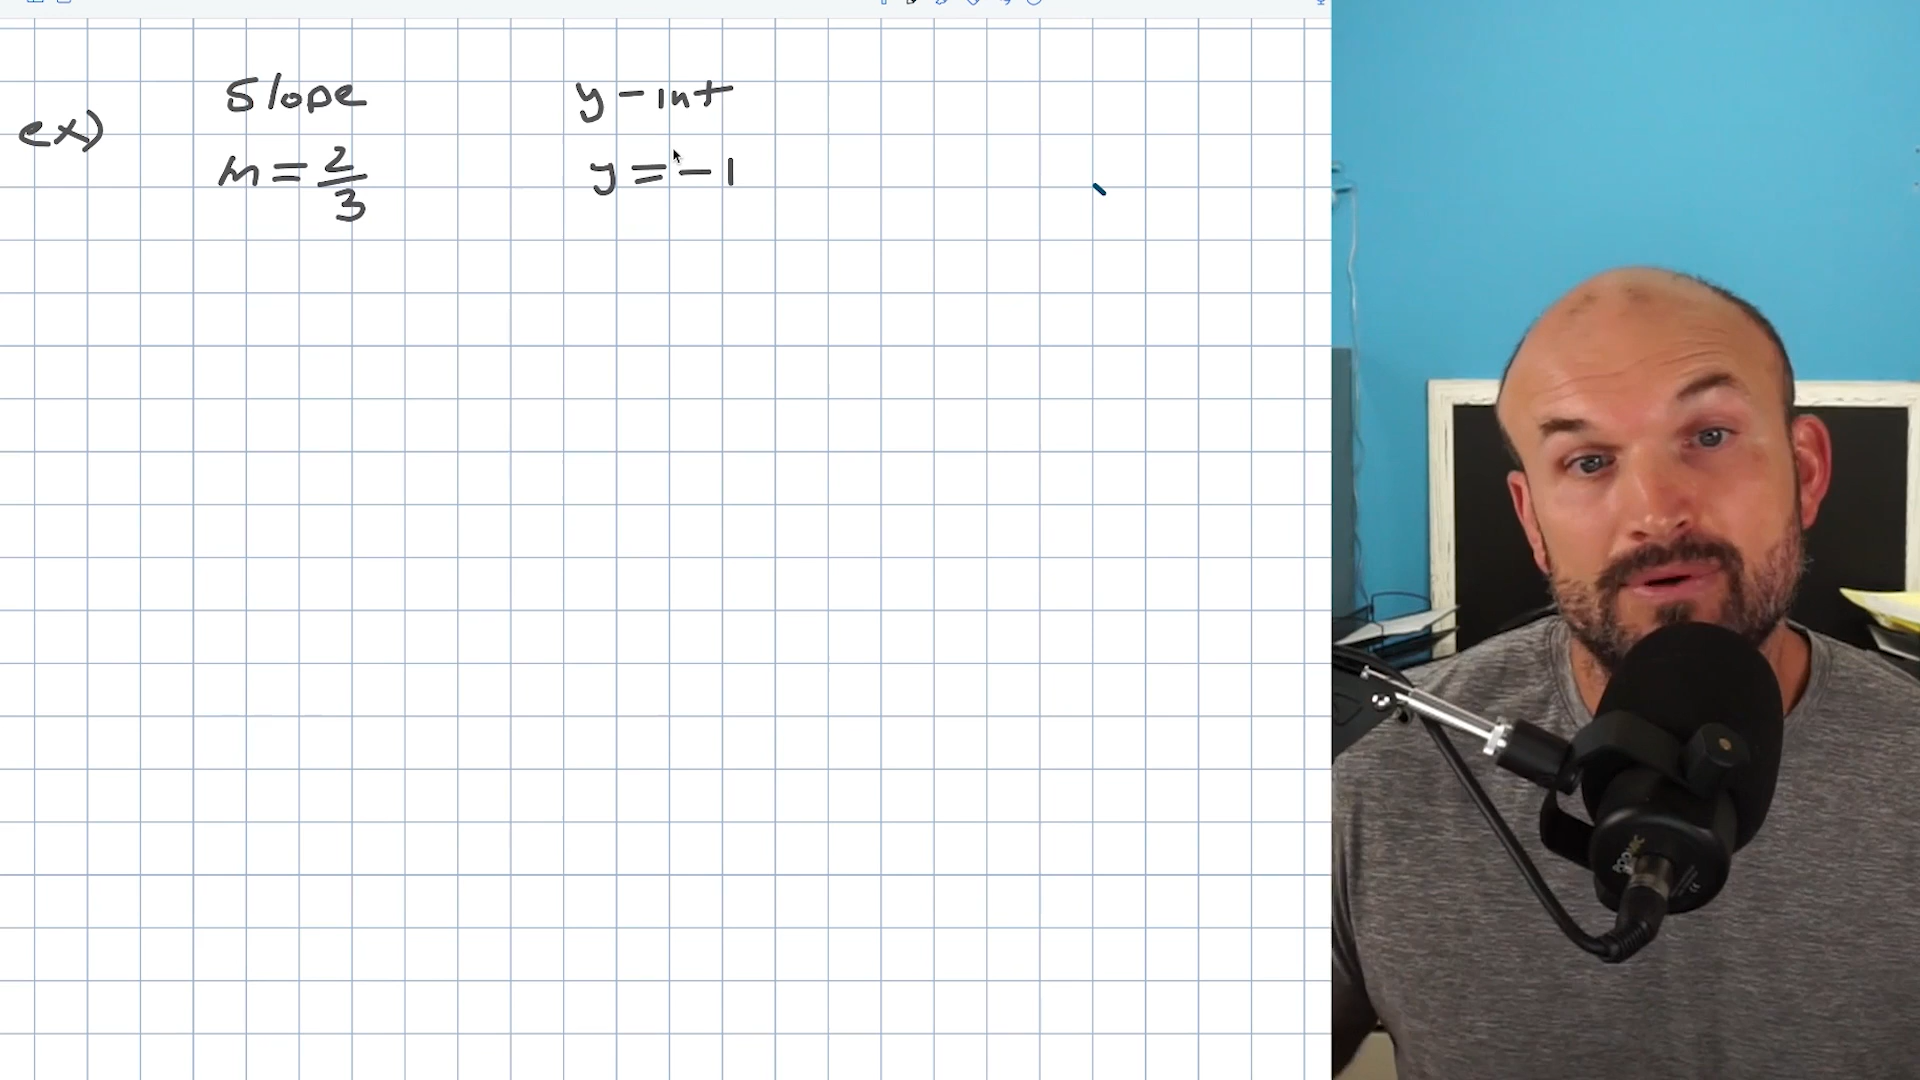 ex)
Slope y-int
m = 2/3 y = -1